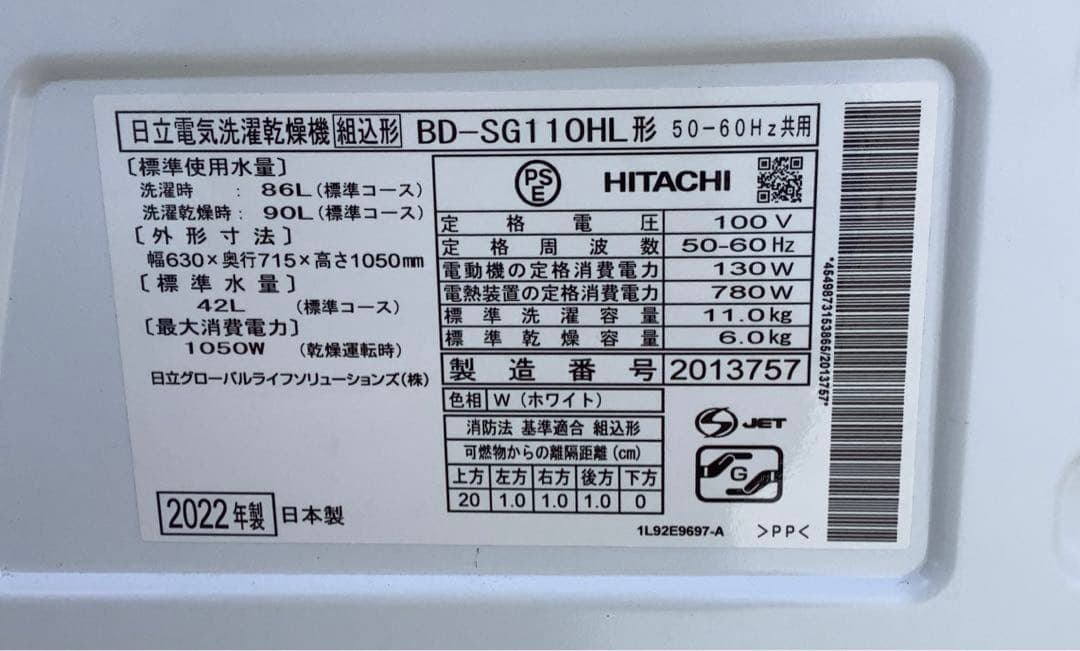 日立電気洗濯乾燥機 組込形 BD-SG110HL形 50-60Hz共用
〔標準使用水量〕
洗濯時 : 86L(標準コース)
洗濯乾燥時: 90L(標準コース)
〔外形寸法〕
幅630×奥行715×高さ1050mm
〔標準水量〕
42L (標準コース)
〔最大消費電力〕
1050W (乾燥運転時)
日立グローバルライフソリューションズ(株)
2022年製 日本製
PS
E
HITACHI
定格電圧 100V
定格周波数 50-60Hz
電動機の定格消費電力 130W
電熱装置の定格消費電力 780W
標準洗濯容量 11.0kg
標準乾燥容量 6.0kg
製造番号 2013757
色相 W(ホワイト)
消防法 基準適合 組込形
可燃物からの離隔距離(cm)
上方 左方 右方 後方 下方
20 1.0 1.0 1.0 0
JET
G
1L92E9697-A >PP<
*4549873153865/2013757*